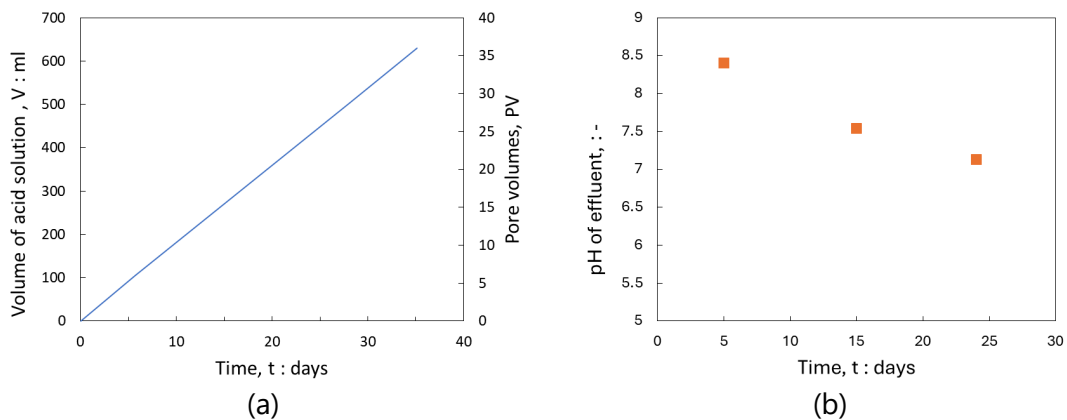 700
600
500
400
300
200
100
0
Volume of acid solution , V : ml
40
35
30
25
20
15
10
5
0
Pore volumes, PV
0 10 20 30 40
Time, t : days
(a)
9
8.5
8
7.5
7
6.5
6
5.5
5
pH of effluent, : -
0 5 10 15 20 25 30
Time, t : days
(b)